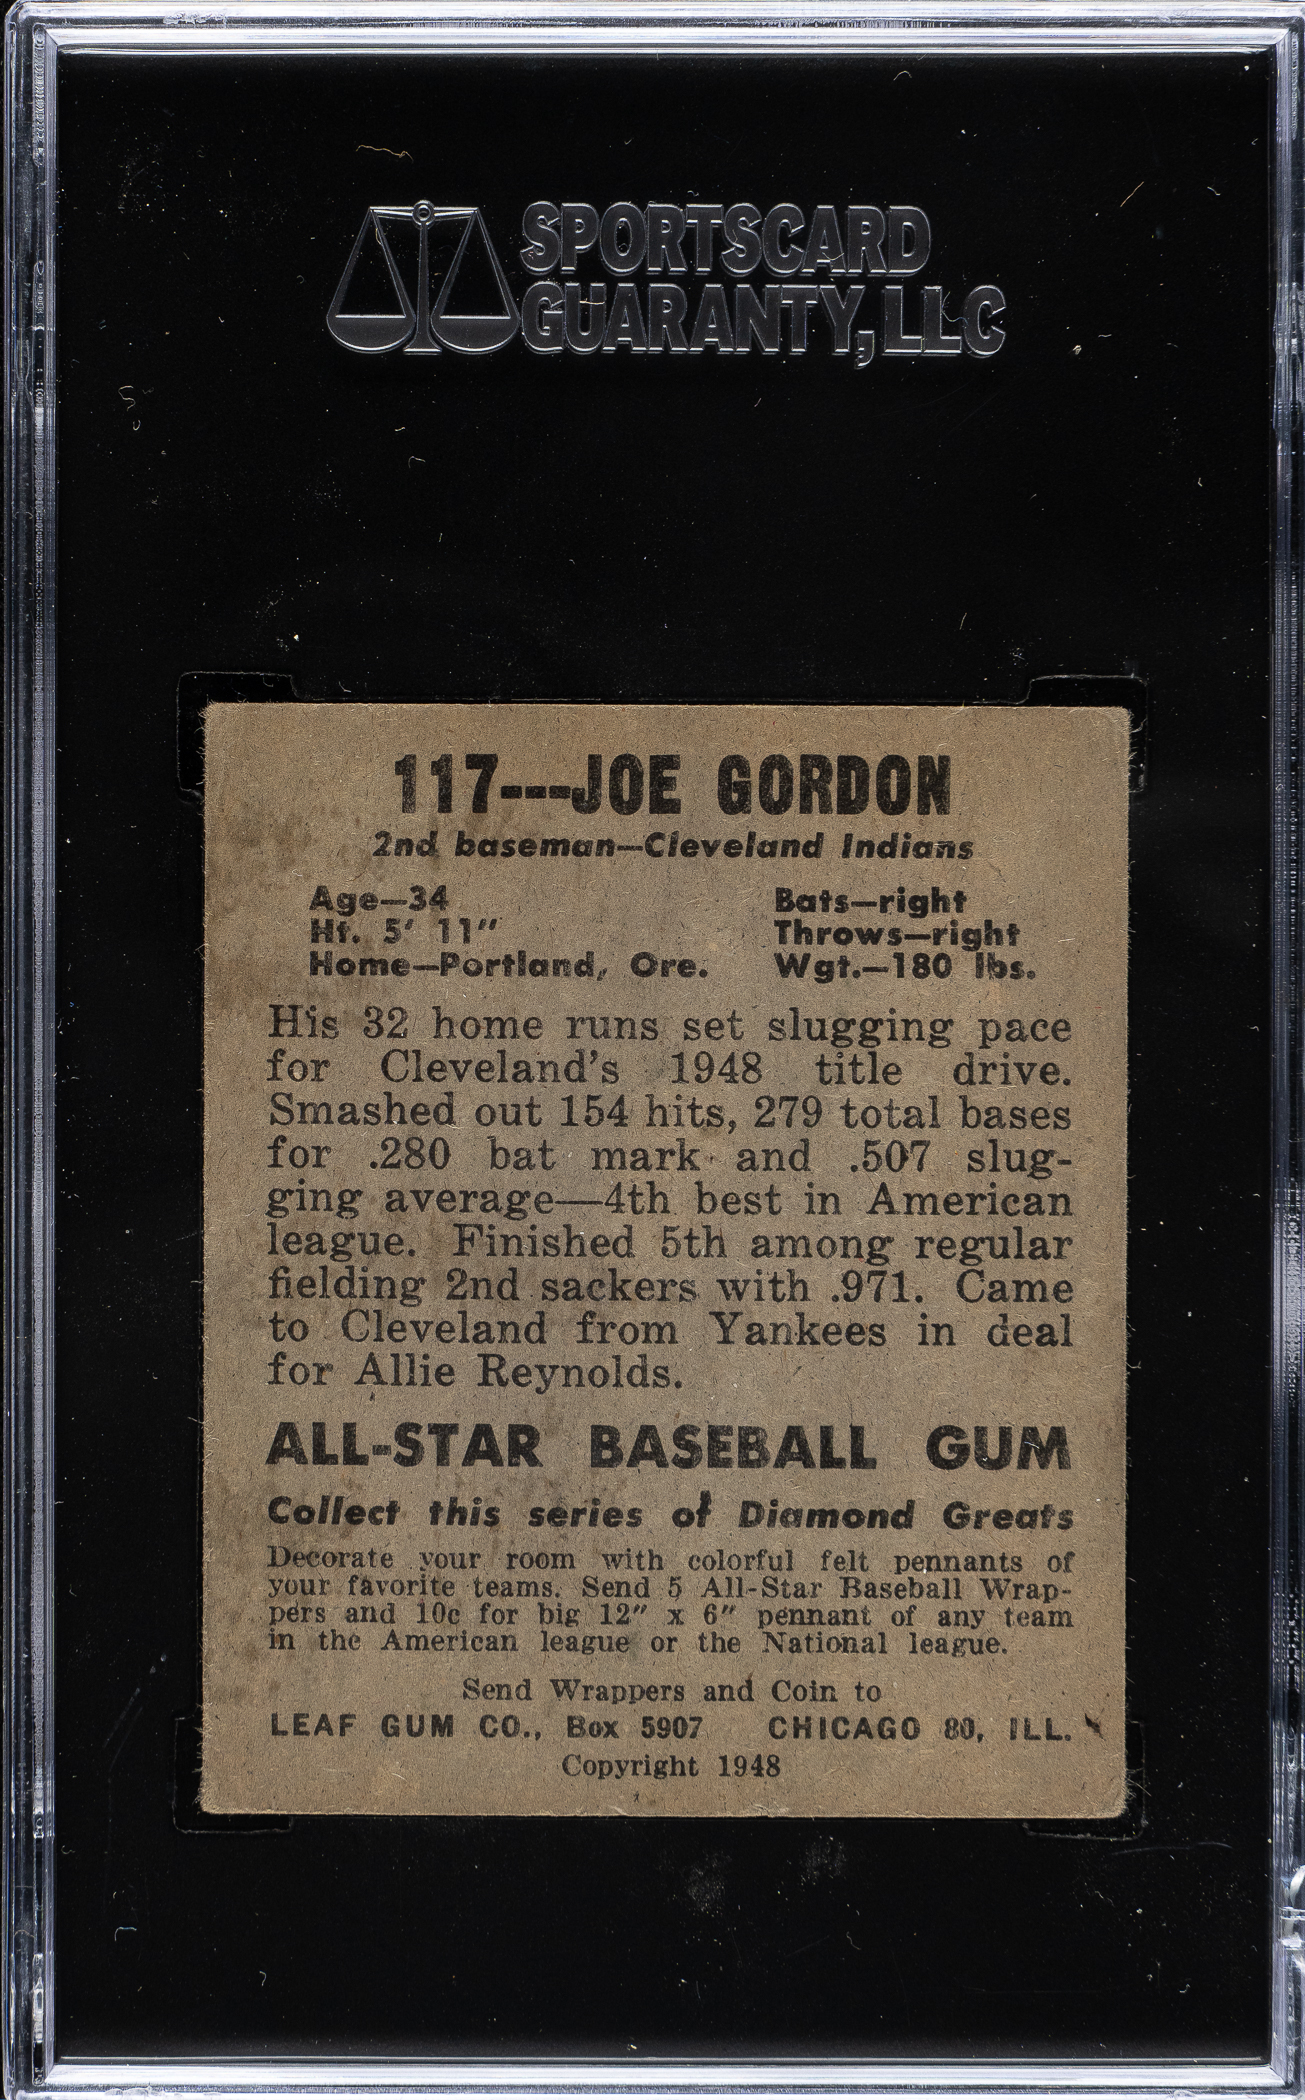 SPORTSCARD
GUARANTY, LLC
117---JOE GORDON
2nd baseman—Cleveland Indians
Age—34
Ht. 5′ 11″
Home—Portland, Ore.
Bats—right
Throws—right
Wgt.—180 lbs.
His 32 home runs set slugging pace
for Cleveland's 1948 title drive.
Smashed out 154 hits, 279 total bases
for .280 bat mark and .507 slug-
ging average—4th best in American
league. Finished 5th among regular
fielding 2nd sackers with .971. Came
to Cleveland from Yankees in deal
for Allie Reynolds.
ALL-STAR BASEBALL GUM
Collect this series of Diamond Greats
Decorate your room with colorful felt pennants of
your favorite teams. Send 5 All-Star Baseball Wrap-
pers and 10c for big 12″ x 6″ pennant of any team
in the American league or the National league.
Send Wrappers and Coin to
LEAF GUM CO., Box 5907 CHICAGO 80, ILL.
Copyright 1948